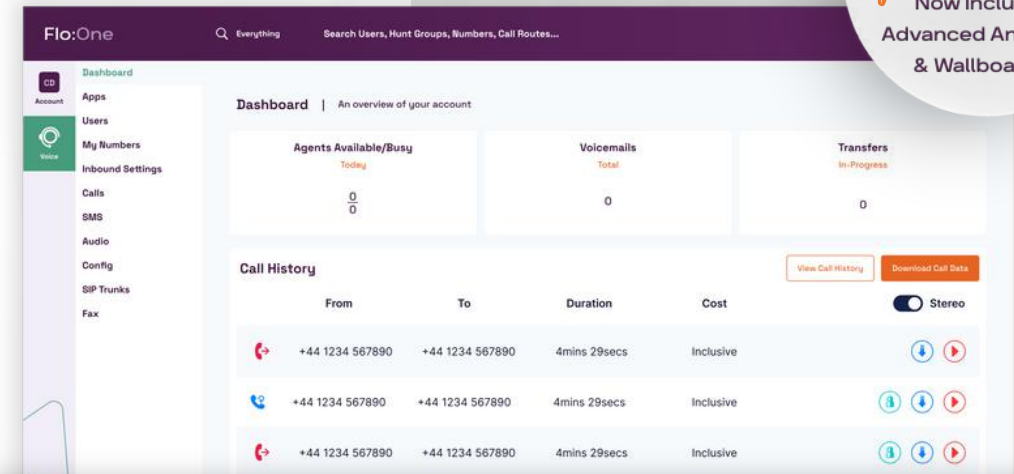 Now Inclu
Advanced An
& Wallboa
Flo:One
Everything
Search Users, Hunt Groups, Numbers, Call Routes...
CD
Account
Voice
Dashboard
Apps
Users
My Numbers
Inbound Settings
Calls
SMS
Audio
Config
SIP Trunks
Fax
Dashboard | An overview of your account
Agents Available/Busy
Today
0
0
Voicemails
Total
0
Transfers
In-Progress
0
Call History
View Call History
Download Call Data
From To Duration Cost Stereo
+44 1234 567890 +44 1234 567890 4mins 29secs Inclusive
+44 1234 567890 +44 1234 567890 4mins 29secs Inclusive
+44 1234 567890 +44 1234 567890 4mins 29secs Inclusive